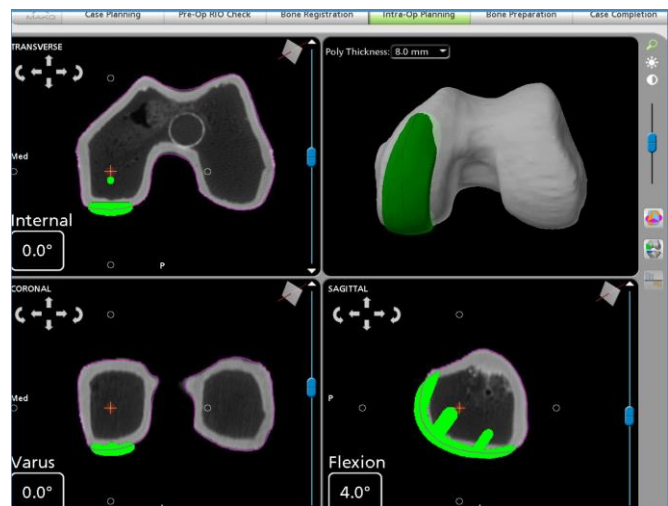 MAKO
Case Planning
Pre-Op RIO Check
Bone Registration
Intra-Op Planning
Bone Preparation
Case Completion
TRANSVERSE
Med
Internal
0.0°
P
Poly Thickness: 8.0 mm
CORONAL
Med
Varus
0.0°
SAGITTAL
P
Flexion
4.0°